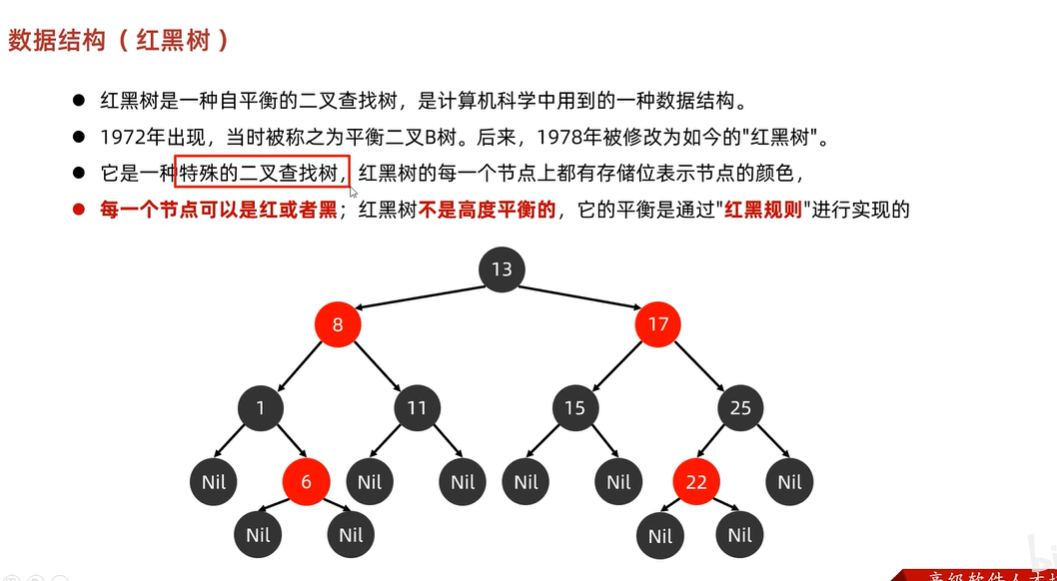 数据结构（红黑树）
● 红黑树是一种自平衡的二叉查找树，是计算机科学中用到的一种数据结构。
● 1972年出现，当时被称之为平衡二叉B树。后来，1978年被修改为如今的"红黑树"。
● 它是一种特殊的二叉查找树，红黑树的每一个节点上都有存储位表示节点的颜色，
● 每一个节点可以是红或者黑；红黑树不是高度平衡的，它的平衡是通过"红黑规则"进行实现的
13
8 17
1 11 15 25
Nil 6 Nil Nil Nil Nil 22 Nil
Nil Nil Nil Nil
高级软件人才